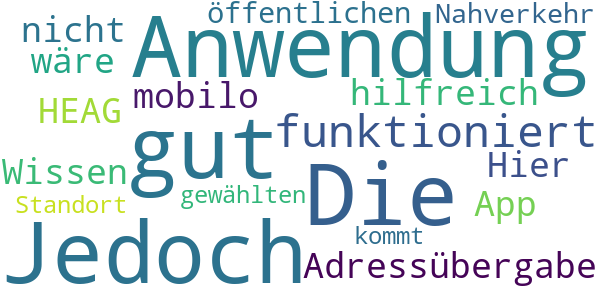 öffentlichen Nahverkehr
nicht Anwendung
wäre
mobilo hilfreich
HEAG
gut funktioniert
Wissen Hier
gewählten Die App
Standort
Jedoch kommt
Adressübergabe